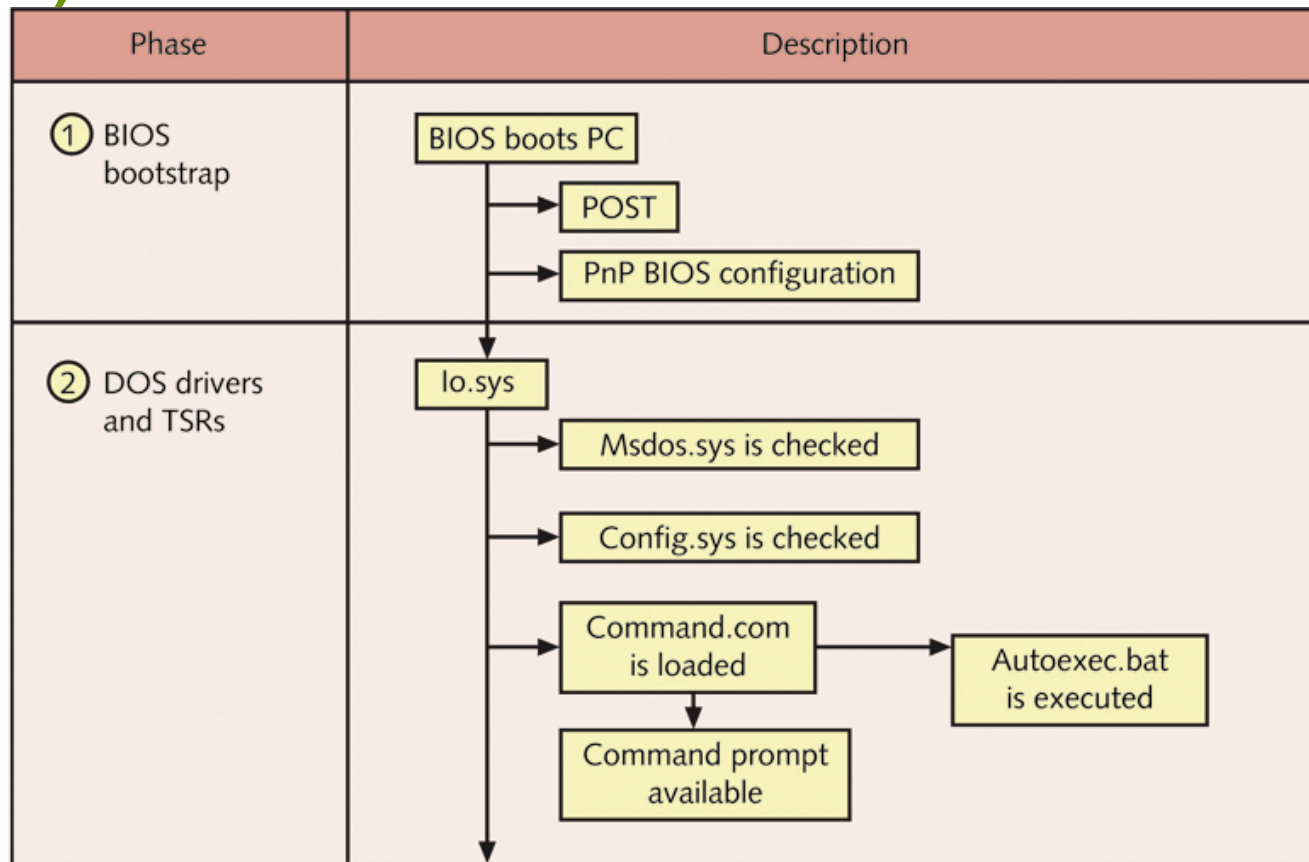 Phase
Description
1 BIOS
bootstrap
BIOS boots PC
POST
PnP BIOS configuration
2 DOS drivers
and TSRs
Io.sys
Msdos.sys is checked
Config.sys is checked
Command.com
is loaded
Autoexec.bat
is executed
Command prompt
available